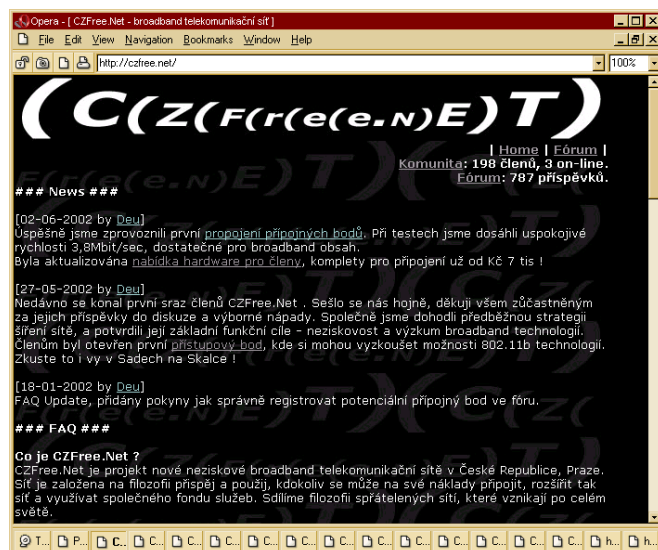 Opera - [ CZFree.Net - broadband telekomunikační síť ]
File Edit View Navigation Bookmarks Window Help
http://czfree.net/ 100%
(C(Z(F(r(e(e.N)E)T)
| Home | Fórum |
Komunita: 198 členů, 3 on-line.
Fórum: 787 příspěvků.
### News ###
[02-06-2002 by Deu]
Úspěšně jsme zprovoznili první propojení přípojných bodů. Při testech jsme dosáhli uspokojivé
rychlosti 3,8Mbit/sec, dostatečné pro broadband obsah.
Byla aktualizována nabídka hardware pro členy, komplety pro připojení už od Kč 7 tis !
[27-05-2002 by Deu]
Nedávno se konal první sraz členů CZFree.Net . Sešlo se nás hojně, děkuji všem zůčastněným
za jejich příspěvky do diskuze a výborné nápady. Společně jsme dohodli předběžnou strategii
šíření sítě, a potvrdili její základní funkční cíle - neziskovost a výzkum broadband technologií.
Členům byl otevřen první přístupový bod, kde si mohou vyzkoušet možnosti 802.11b technologií.
Zkuste to i vy v Sadech na Skalce !
[18-01-2002 by Deu]
FAQ Update, přidány pokyny jak správně registrovat potenciální přípojný bod ve fóru.
### FAQ ###
Co je CZFree.Net ?
CZFree.Net je projekt nové neziskové broadband telekomunikační sítě v České Republice, Praze.
Síť je založena na filozofii přispěj a použij, kdokoliv se může na své náklady připojit, rozšířit tak
síť a využívat společného fondu služeb. Sdílíme filozofii spřátelených sítí, které vznikají po celém
světě.
T... P... C... C... C... C... C... C... C... C... C... C... C... C... h... h...